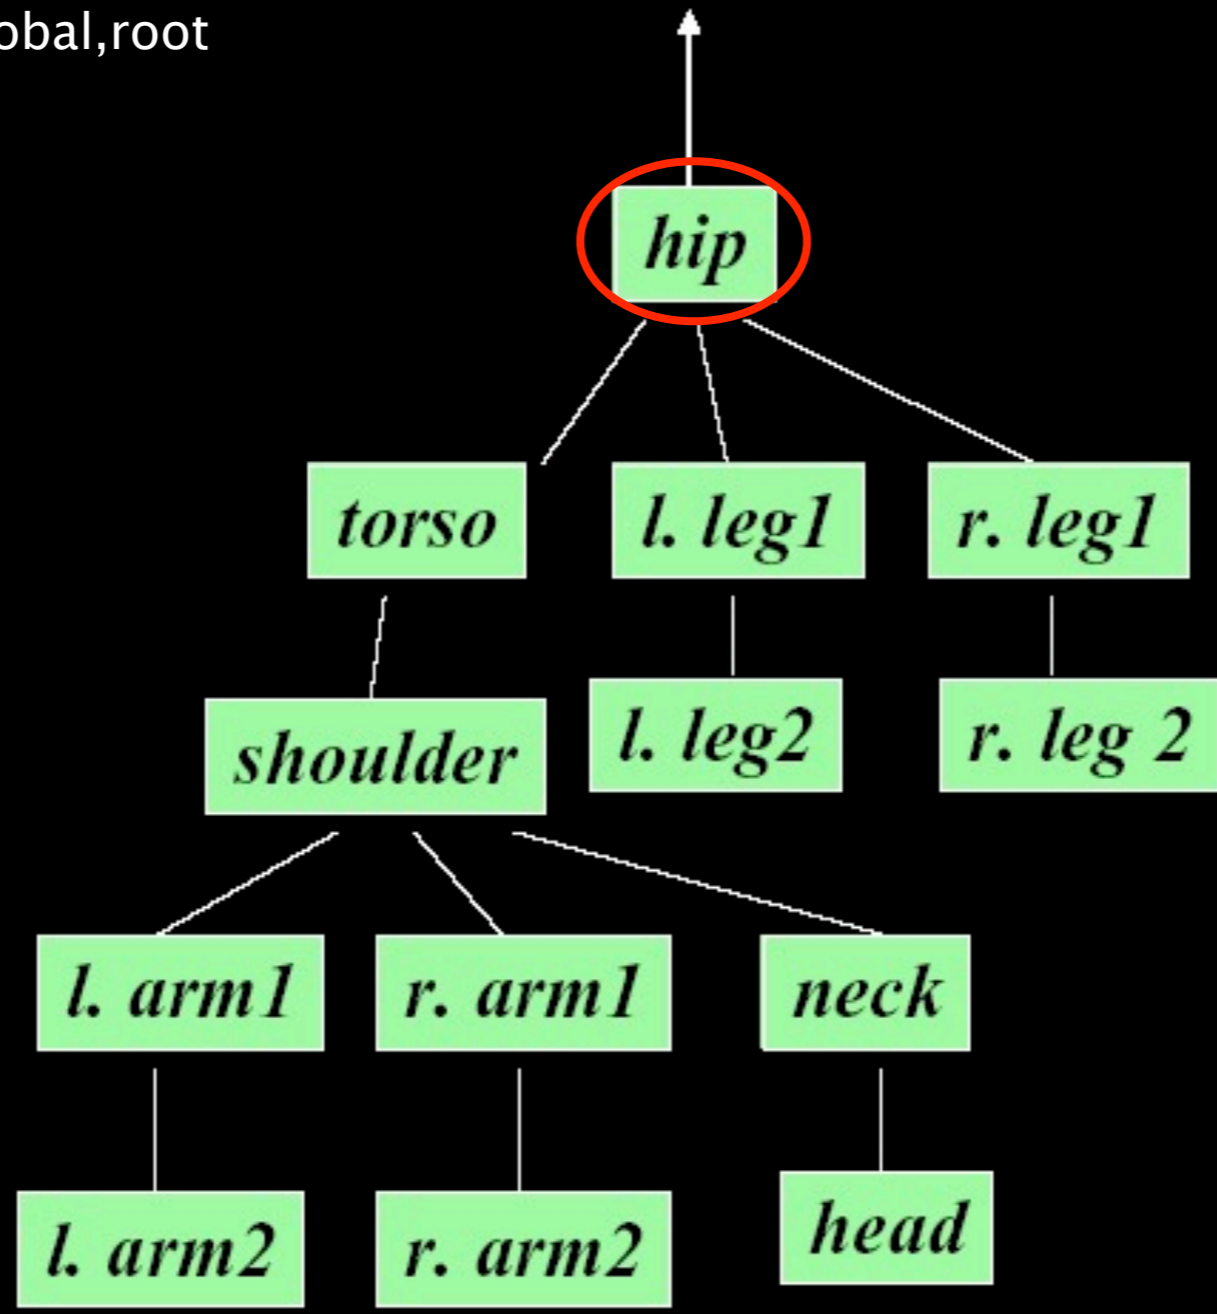 obal,root
hip
torso
l. leg1
r. leg1
shoulder
l. leg2
r. leg 2
l. arm1
r. arm1
neck
l. arm2
r. arm2
head